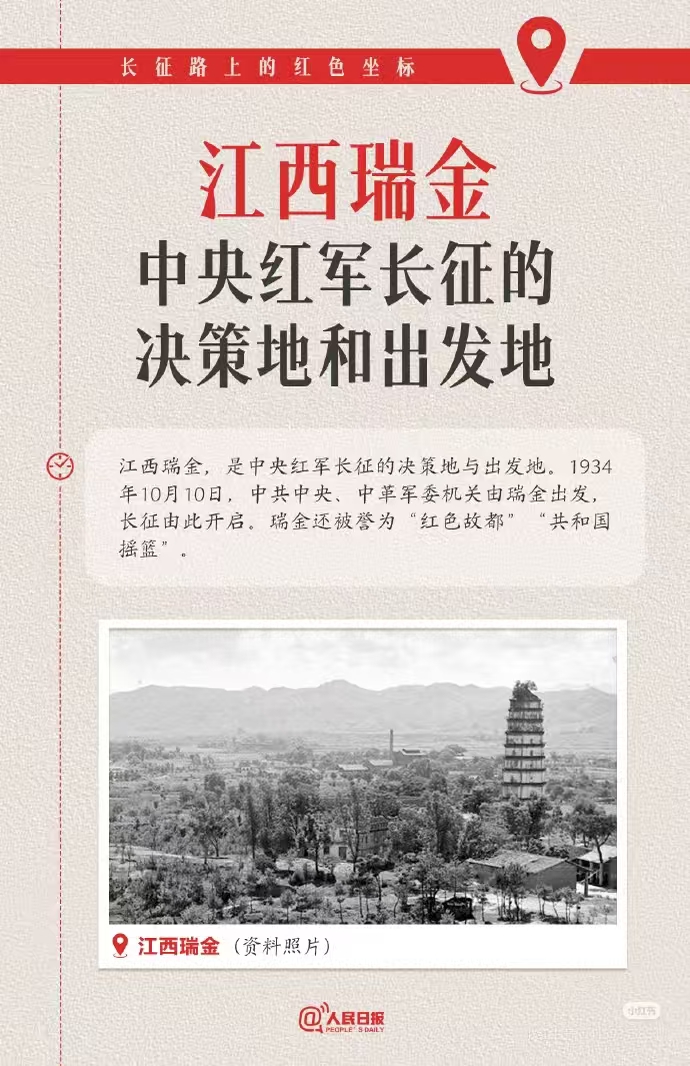 长征路上的红色坐标
江西瑞金
中央红军长征的
决策地和出发地
江西瑞金，是中央红军长征的决策地与出发地。1934
年10月10日，中共中央、中革军委机关由瑞金出发，
长征由此开启。瑞金还被誉为“红色故都”“共和国
摇篮”。
江西瑞金（资料照片）
@人民日报
PEOPLE'S DAILY
小红书